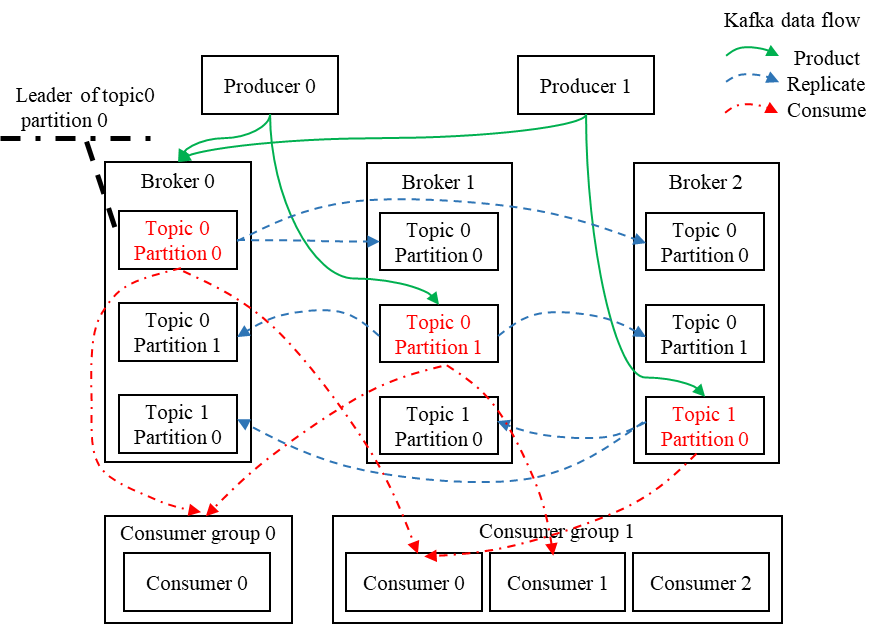 Kafka data flow
Product
Replicate
Consume
Producer 0
Producer 1
Leader of topic0
partition 0
Broker 0
Broker 1
Broker 2
Topic 0
Partition 0
Topic 0
Partition 0
Topic 0
Partition 0
Topic 0
Partition 1
Topic 0
Partition 1
Topic 0
Partition 1
Topic 1
Partition 0
Topic 1
Partition 0
Topic 1
Partition 0
Consumer group 0
Consumer group 1
Consumer 0
Consumer 0
Consumer 1
Consumer 2